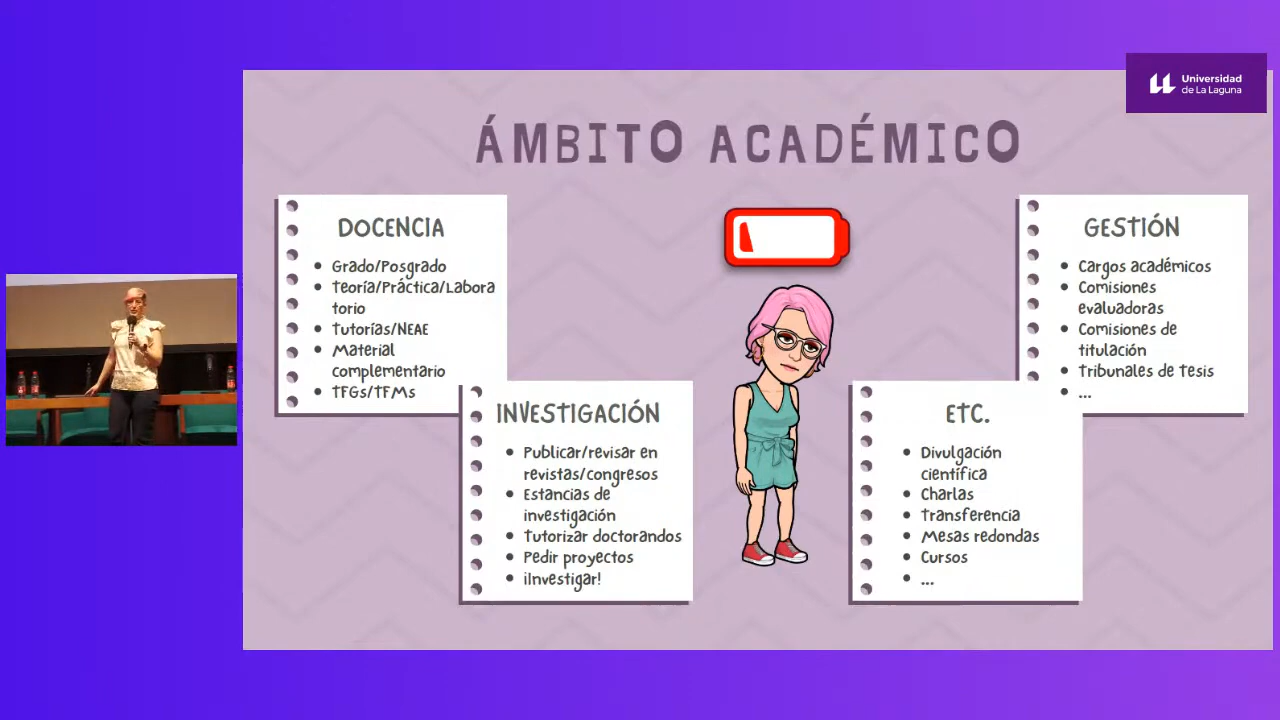 Universidad
de La Laguna
ÁMBITO ACADÉMICO
DOCENCIA
Grado/Posgrado
Teoría/Práctica/Labora
torio
Tutorías/NEAE
Material
complementario
TFGs/TFMs
INVESTIGACIÓN
Publicar/revisar en
revistas/congresos
Estancias de
investigación
Tutorizar doctorandos
Pedir proyectos
¡Investigar!
ETC.
Divulgación
científica
Charlas
Transferencia
Mesas redondas
Cursos
...
GESTIÓN
Cargos académicos
Comisiones
evaluadoras
Comisiones de
titulación
Tribunales de Tesis
...